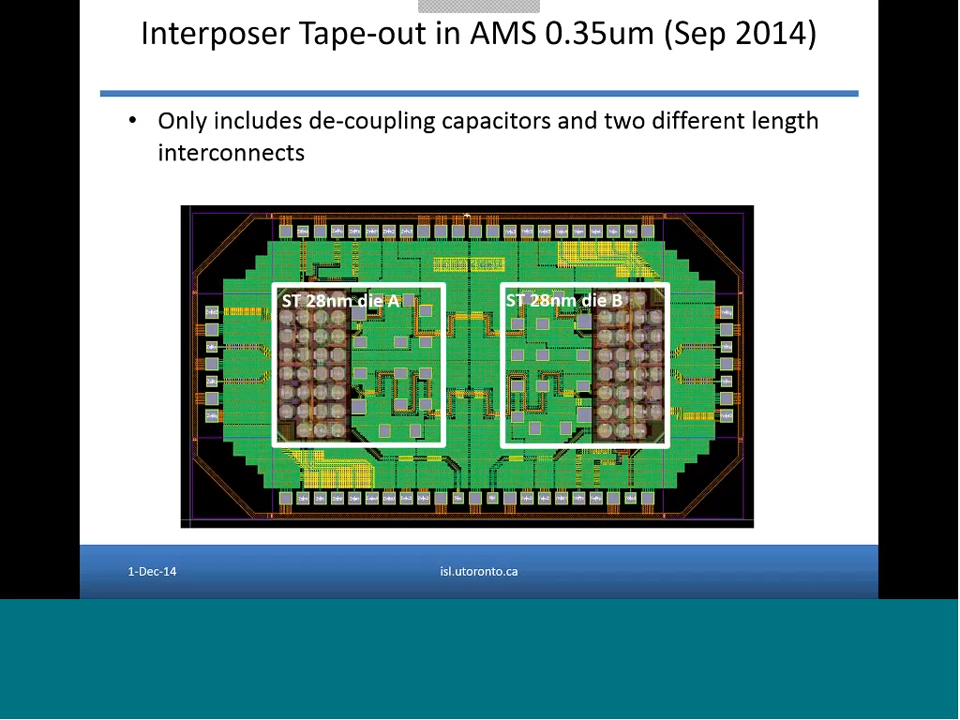 Interposer Tape-out in AMS 0.35um (Sep 2014)
• Only includes de-coupling capacitors and two different length
interconnects
ST 28nm die A
ST 28nm die B
1-Dec-14
isl.utoronto.ca